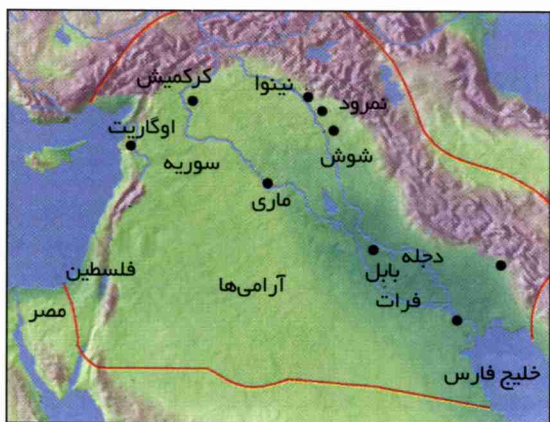 کرکمیش
نینوا
نمرود
اوگاریت
شوش
سوریه
ماری
دجله
بابل
فلسطین
آرامی‌ها
فرات
مصر
خلیج فارس